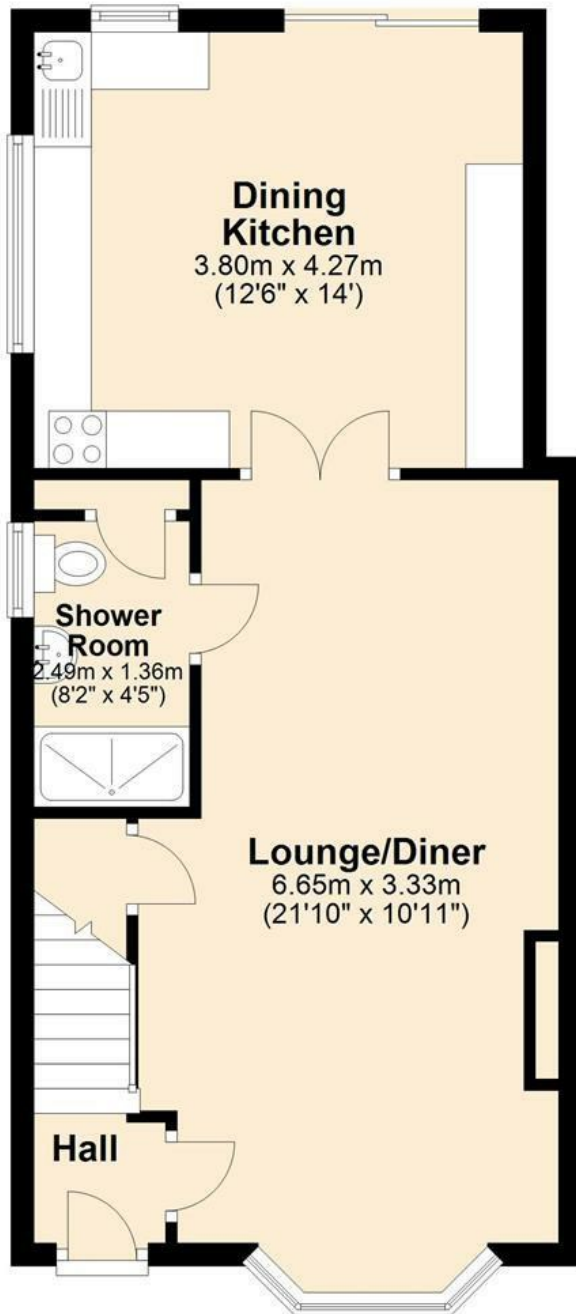 Dining
Kitchen
3.80m x 4.27m
(12'6" x 14')
Shower
Room
2.49m x 1.36m
(8'2" x 4'5")
Lounge/Diner
6.65m x 3.33m
(21'10" x 10'11")
Hall